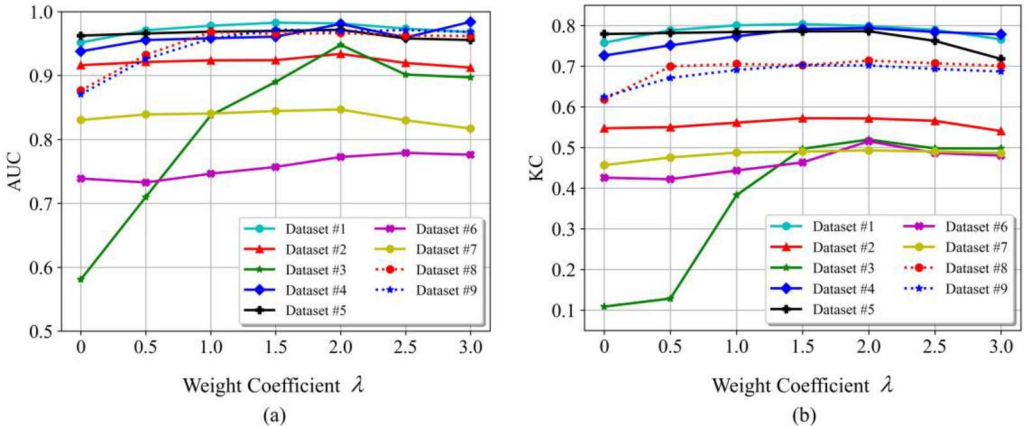 1.0
0.9
0.8
0.7
0.6
0.5
AUC
Dataset #1
Dataset #2
Dataset #3
Dataset #4
Dataset #5
Dataset #6
Dataset #7
Dataset #8
Dataset #9
0 0.5 1.0 1.5 2.0 2.5 3.0
Weight Coefficient λ
(a)
0.8
0.7
0.6
0.5
0.4
0.3
0.2
0.1
KC
Dataset #1
Dataset #2
Dataset #3
Dataset #4
Dataset #5
Dataset #6
Dataset #7
Dataset #8
Dataset #9
0 0.5 1.0 1.5 2.0 2.5 3.0
Weight Coefficient λ
(b)